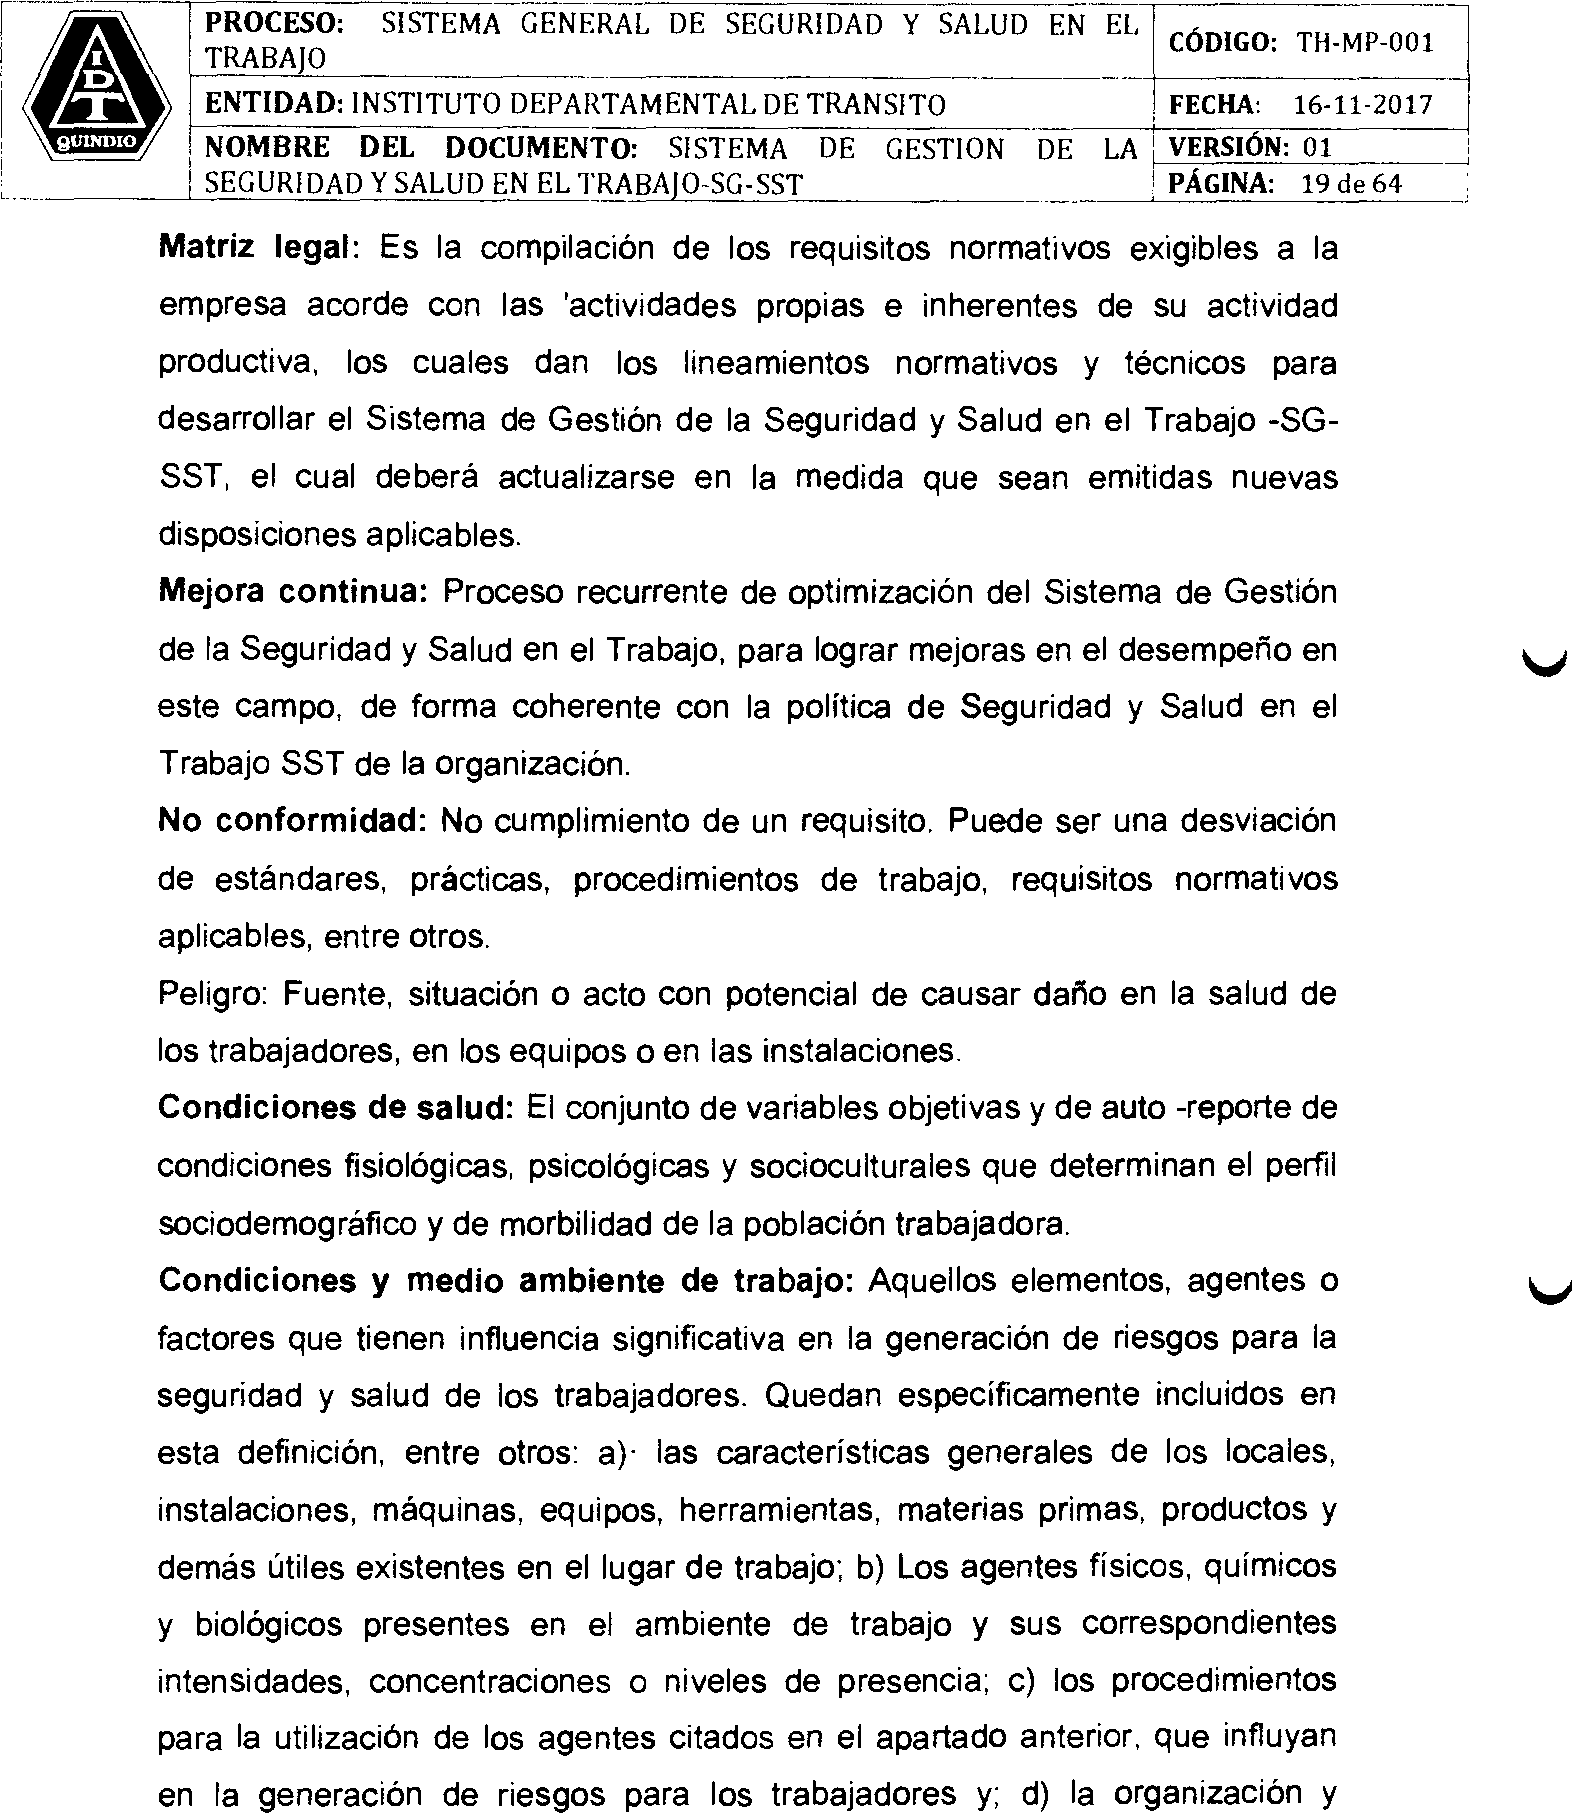 IDT
QUINDIO
PROCESO: SISTEMA GENERAL DE SEGURIDAD Y SALUD EN EL
TRABAJO
CÓDIGO: TH-MP-001
ENTIDAD: INSTITUTO DEPARTAMENTAL DE TRANSITO
FECHA: 16-11-2017
NOMBRE DEL DOCUMENTO: SISTEMA DE GESTION DE LA
SEGURIDAD Y SALUD EN EL TRABAJO-SG-SST
VERSIÓN: 01
PÁGINA: 19 de 64
Matriz legal: Es la compilación de los requisitos normativos exigibles a la
empresa acorde con las 'actividades propias e inherentes de su actividad
productiva, los cuales dan los lineamientos normativos y técnicos para
desarrollar el Sistema de Gestión de la Seguridad y Salud en el Trabajo -SG-
SST, el cual deberá actualizarse en la medida que sean emitidas nuevas
disposiciones aplicables.
Mejora continua: Proceso recurrente de optimización del Sistema de Gestión
de la Seguridad y Salud en el Trabajo, para lograr mejoras en el desempeño en
este campo, de forma coherente con la política de Seguridad y Salud en el
Trabajo SST de la organización.
No conformidad: No cumplimiento de un requisito. Puede ser una desviación
de estándares, prácticas, procedimientos de trabajo, requisitos normativos
aplicables, entre otros.
Peligro: Fuente, situación o acto con potencial de causar daño en la salud de
los trabajadores, en los equipos o en las instalaciones.
Condiciones de salud: El conjunto de variables objetivas y de auto -reporte de
condiciones fisiológicas, psicológicas y socioculturales que determinan el perfil
sociodemográfico y de morbilidad de la población trabajadora.
Condiciones y medio ambiente de trabajo: Aquellos elementos, agentes o
factores que tienen influencia significativa en la generación de riesgos para la
seguridad y salud de los trabajadores. Quedan específicamente incluidos en
esta definición, entre otros: a)· las características generales de los locales,
instalaciones, máquinas, equipos, herramientas, materias primas, productos y
demás útiles existentes en el lugar de trabajo; b) Los agentes físicos, químicos
y biológicos presentes en el ambiente de trabajo y sus correspondientes
intensidades, concentraciones o niveles de presencia; c) los procedimientos
para la utilización de los agentes citados en el apartado anterior, que influyan
en la generación de riesgos para los trabajadores y; d) la organización y